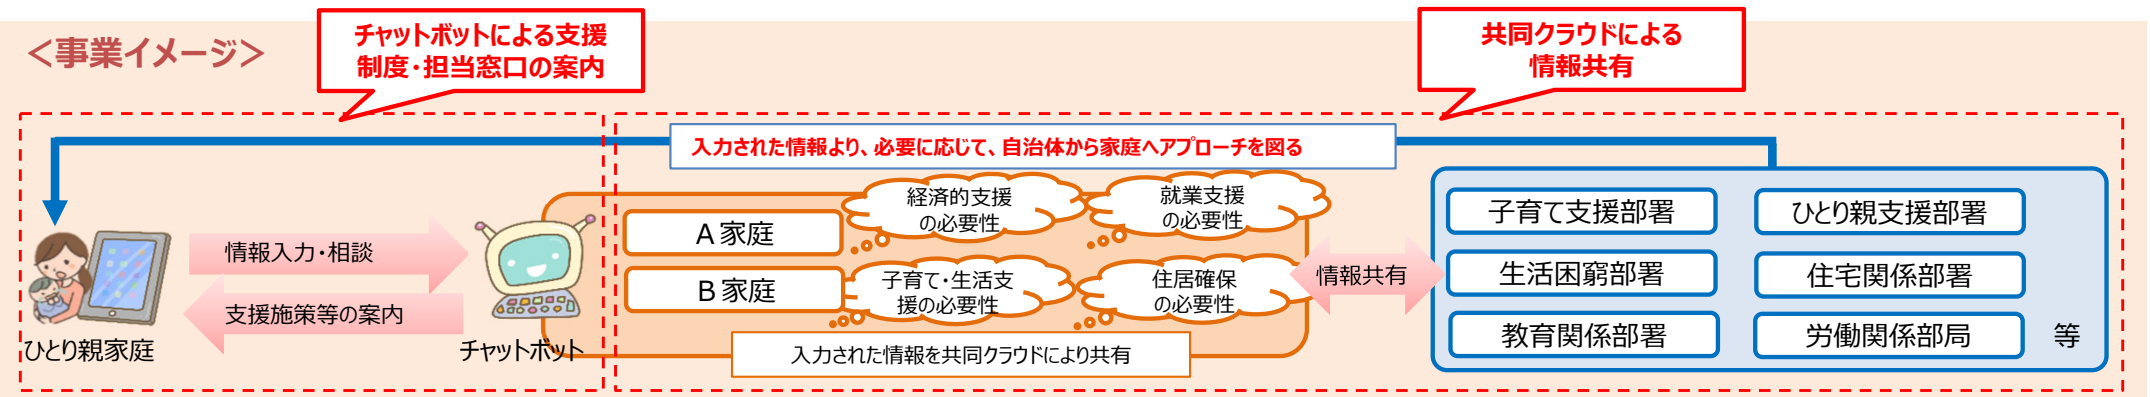 ＜事業イメージ＞
チャットボットによる支援
制度・担当窓口の案内
共同クラウドによる
情報共有
入力された情報より、必要に応じて、自治体から家庭へアプローチを図る
ひとり親家庭
情報入力・相談
支援施策等の案内
チャットボット
A家庭
B家庭
経済的支援
の必要性
就業支援
の必要性
子育て・生活支
援の必要性
住居確保
の必要性
入力された情報を共同クラウドにより共有
情報共有
子育て支援部署
ひとり親支援部署
生活困窮部署
住宅関係部署
教育関係部署
労働関係部局
等